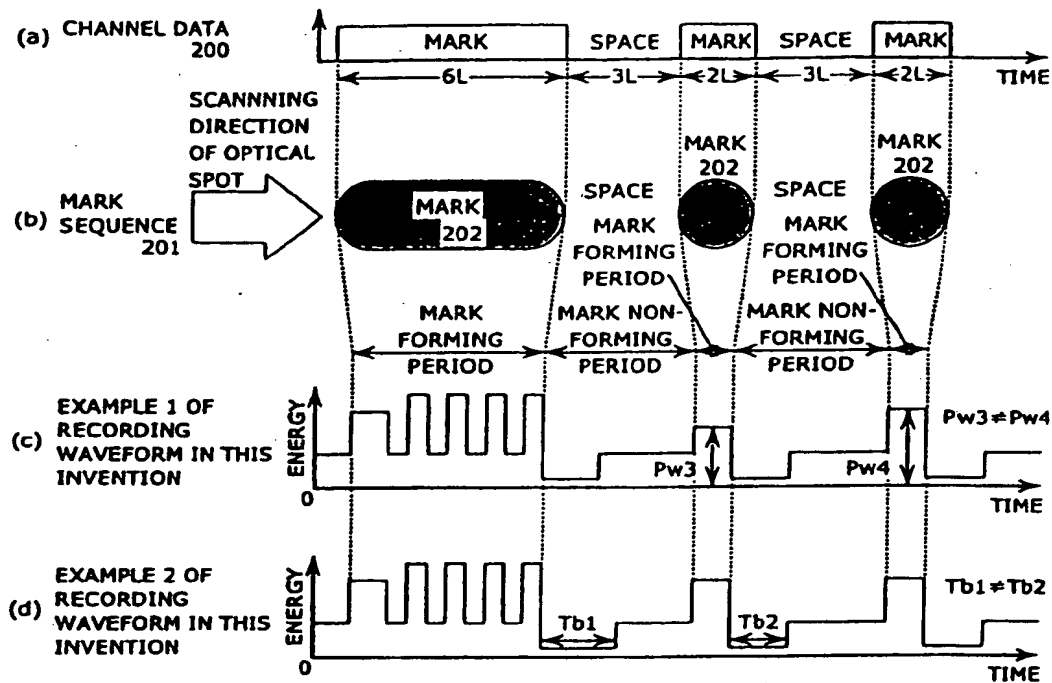 (a) CHANNEL DATA
200
MARK SPACE MARK SPACE MARK
6L 3L 2L 3L 2L TIME
SCANNNING
DIRECTION
OF OPTICAL
SPOT
(b) MARK
SEQUENCE
201
MARK
202
SPACE
MARK
202
SPACE
MARK
202
MARK
FORMING
PERIOD
MARK
FORMING
PERIOD
MARK
FORMING
PERIOD
MARK NON-
FORMING
PERIOD
MARK NON-
FORMING
PERIOD
(c) EXAMPLE 1 OF
RECORDING
WAVEFORM IN THIS
INVENTION
ENERGY
0
Pw3
Pw4
Pw3≠Pw4
TIME
(d) EXAMPLE 2 OF
RECORDING
WAVEFORM IN THIS
INVENTION
ENERGY
0
Tb1
Tb2
Tb1≠Tb2
TIME